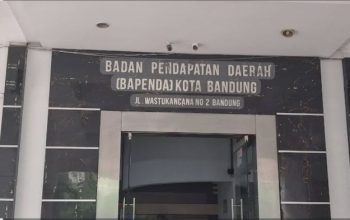 BADAN PENDAPATAN DAERAH
(BAPENDA) KOTA BANDUNG
JL. WASTUKANCANA NO 2 BANDUNG